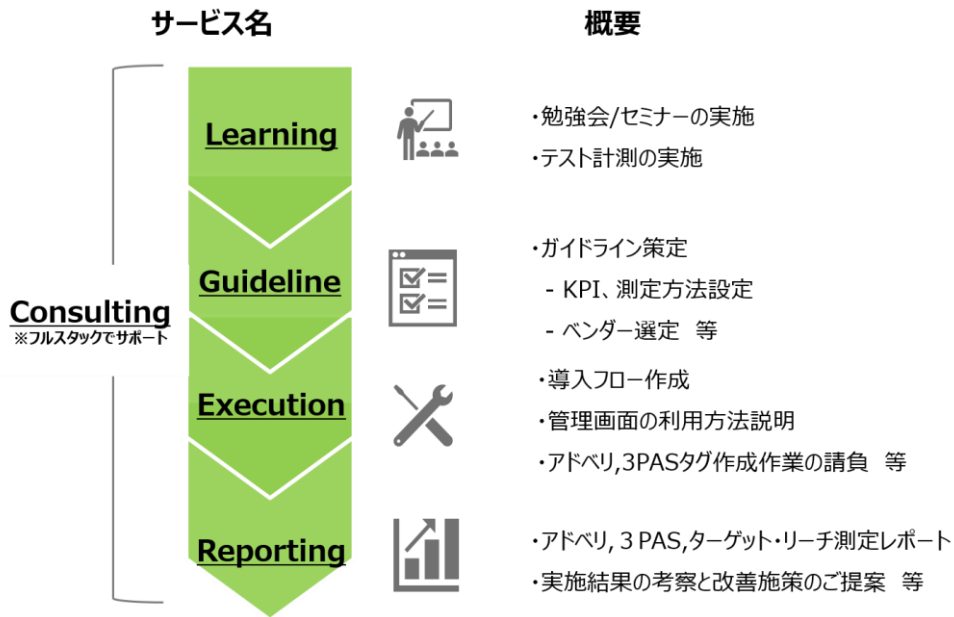 サービス名
概要
Learning
・勉強会/セミナーの実施
・テスト計測の実施
Guideline
・ガイドライン策定
- KPI、測定方法設定
- ベンダー選定 等
Consulting
※フルスタックでサポート
Execution
・導入フロー作成
・管理画面の利用方法説明
・アドベリ,3PASタグ作成作業の請負 等
Reporting
・アドベリ,３PAS,ターゲット・リーチ測定レポート
・実施結果の考察と改善施策のご提案 等